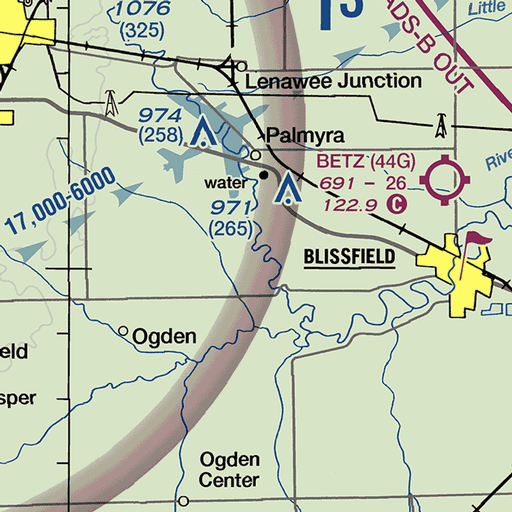 1076
(325)
Little
ADS-B OUT
Lenawee Junction
974
(258)
Palmyra
water
BETZ (44G)
691 - 26
122.9 C
River
17,000-6000
971
(265)
BLISSFIELD
Ogden
eld
sper
Ogden
Center